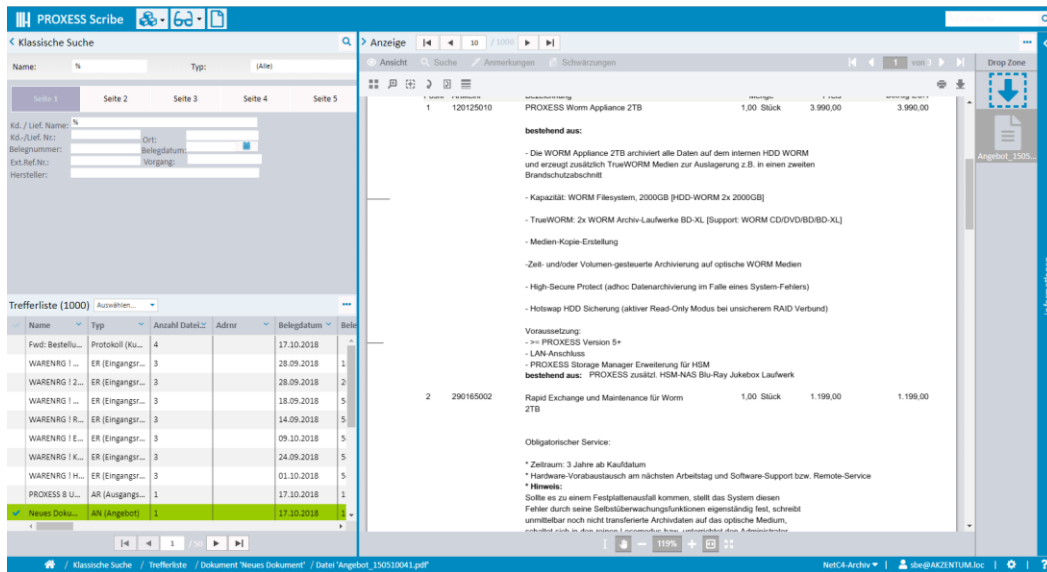 PROXESS Scribe
Klassische Suche
Name: % Typ: (Alle)
Seite 1 Seite 2 Seite 3 Seite 4 Seite 5
Kd. / Lief. Name: %
Kd.-/Lief. Nr.: Ort:
Belegnummer: Belegdatum:
Ext.Ref.Nr.: Vorgang:
Hersteller:
Trefferliste (1000) Auswählen...
Name Typ Anzahl Datei... Adrnr Belegdatum Bele
Fwd: Bestellu... Protokoll (Ku... 4 17.10.2018
WARENRG ! ... ER (Eingangsr... 3 28.09.2018 1
WARENRG ! 2... ER (Eingangsr... 3 28.09.2018 2
WARENRG ! ... ER (Eingangsr... 3 18.09.2018 5
WARENRG ! R... ER (Eingangsr... 3 14.09.2018 5
WARENRG ! E... ER (Eingangsr... 3 09.10.2018 5
WARENRG ! K... ER (Eingangsr... 3 24.09.2018 5
WARENRG ! H... ER (Eingangsr... 3 01.10.2018 5
PROXESS 8 U... AR (Ausgangs... 1 17.10.2018 1
Neues Doku... AN (Angebot) 1 17.10.2018 1
1 / 50
Anzeige 10 / 1000
Ansicht Suche Anmerkungen Schwärzungen 1 von 3
Drop Zone
Angebot_1505...
1 120125010 PROXESS Worm Appliance 2TB 1,00 Stück 3.990,00 3.990,00
bestehend aus:
- Die WORM Appliance 2TB archiviert alle Daten auf dem internen HDD WORM
und erzeugt zusätzlich TrueWORM Medien zur Auslagerung z.B. in einen zweiten
Brandschutzabschnitt
- Kapazität: WORM Filesystem, 2000GB [HDD-WORM 2x 2000GB]
- TrueWORM: 2x WORM Archiv-Laufwerke BD-XL [Support: WORM CD/DVD/BD/BD-XL]
- Medien-Kopie-Erstellung
-Zeit- und/oder Volumen-gesteuerte Archivierung auf optische WORM Medien
- High-Secure Protect (adhoc Datenarchivierung im Falle eines System-Fehlers)
- Hotswap HDD Sicherung (aktiver Read-Only Modus bei unsicherem RAID Verbund)
Voraussetzung:
- >= PROXESS Version 5+
- LAN-Anschluss
- PROXESS Storage Manager Erweiterung für HSM
bestehend aus: PROXESS zusätzl. HSM-NAS Blu-Ray Jukebox Laufwerk
2 290165002 Rapid Exchange und Maintenance für Worm 1,00 Stück 1.199,00 1.199,00
2TB
Obligatorischer Service:
* Zeitraum: 3 Jahre ab Kaufdatum
* Hardware-Vorabaustausch am nächsten Arbeitstag und Software-Support bzw. Remote-Service
* Hinweis:
Sollte es zu einem Festplattenausfall kommen, stellt das System diesen
Fehler durch seine Selbstüberwachungsfunktionen eigenständig fest, schreibt
unmittelbar noch nicht transferierte Archivdaten auf das optische Medium,
119%
/ Klassische Suche / Trefferliste / Dokument 'Neues Dokument' / Datei 'Angebot_150510041.pdf'
NetC4-Archiv | sbe@AKZENTUM.loc | | ?